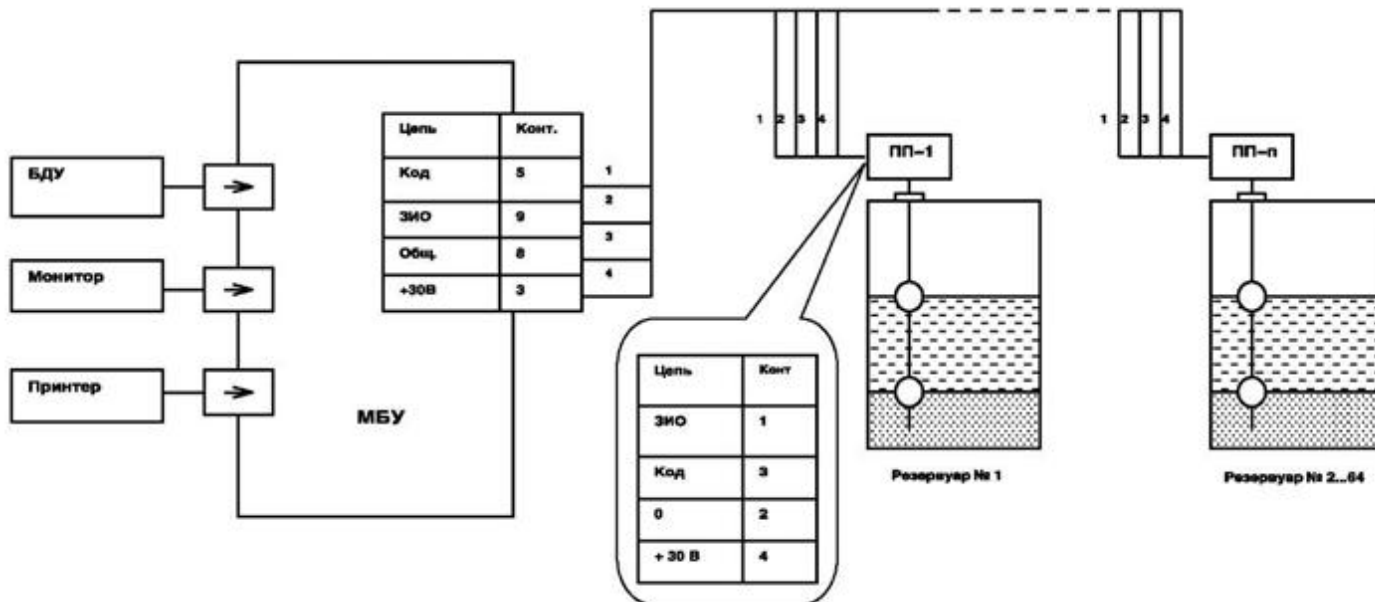 БДУ
Монитор
Принтер
МБУ
Цепь Конт.
Код 5
ЗИО 9
Общ. 8
+30В 3
1
2
3
4
1 2 3 4
ПП–1
1 2 3 4
ПП–n
Цепь Конт
ЗИО 1
Код 3
0 2
+ 30 В 4
Резервуар № 1
Резервуар № 2...64